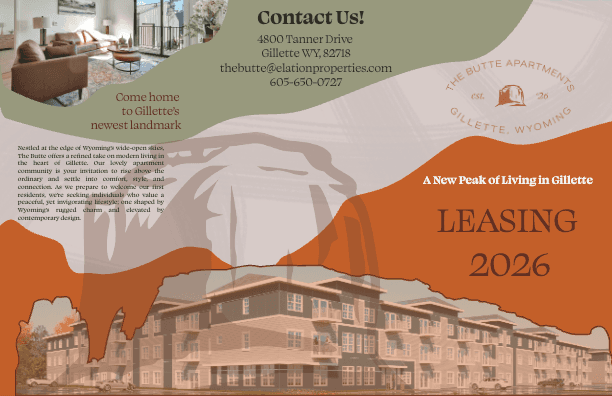 Contact Us!
4800 Tanner Drive
Gillette WY, 82718
thebutte@elationproperties.com
605-650-0727
Come home
to Gillette's
newest landmark
Nestled at the edge of Wyoming's wide-open skies,
The Butte offers a refined take on modern living in
the heart of Gillette. Our lovely apartment
community is your invitation to rise above the
ordinary and settle into comfort, style, and
connection. As we prepare to welcome our first
residents, we're seeking individuals who value a
peaceful, yet invigorating lifestyle; one shaped by
Wyoming's rugged charm and elevated by
contemporary design.
THE BUTTE APARTMENTS
est. '26
GILLETTE, WYOMING
A New Peak of Living in Gillette
LEASING
2026